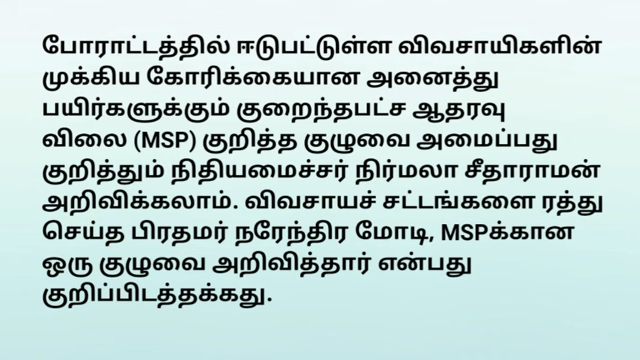 போராட்டத்தில் ஈடுபட்டுள்ள விவசாயிகளின்
முக்கிய கோரிக்கையான அனைத்து
பயிர்களுக்கும் குறைந்தபட்ச ஆதரவு
விலை (MSP) குறித்த குழுவை அமைப்பது
குறித்தும் நிதியமைச்சர் நிர்மலா சீதாராமன்
அறிவிக்கலாம். விவசாயச் சட்டங்களை ரத்து
செய்த பிரதமர் நரேந்திர மோடி, MSPக்கான
ஒரு குழுவை அறிவித்தார் என்பது
குறிப்பிடத்தக்கது.